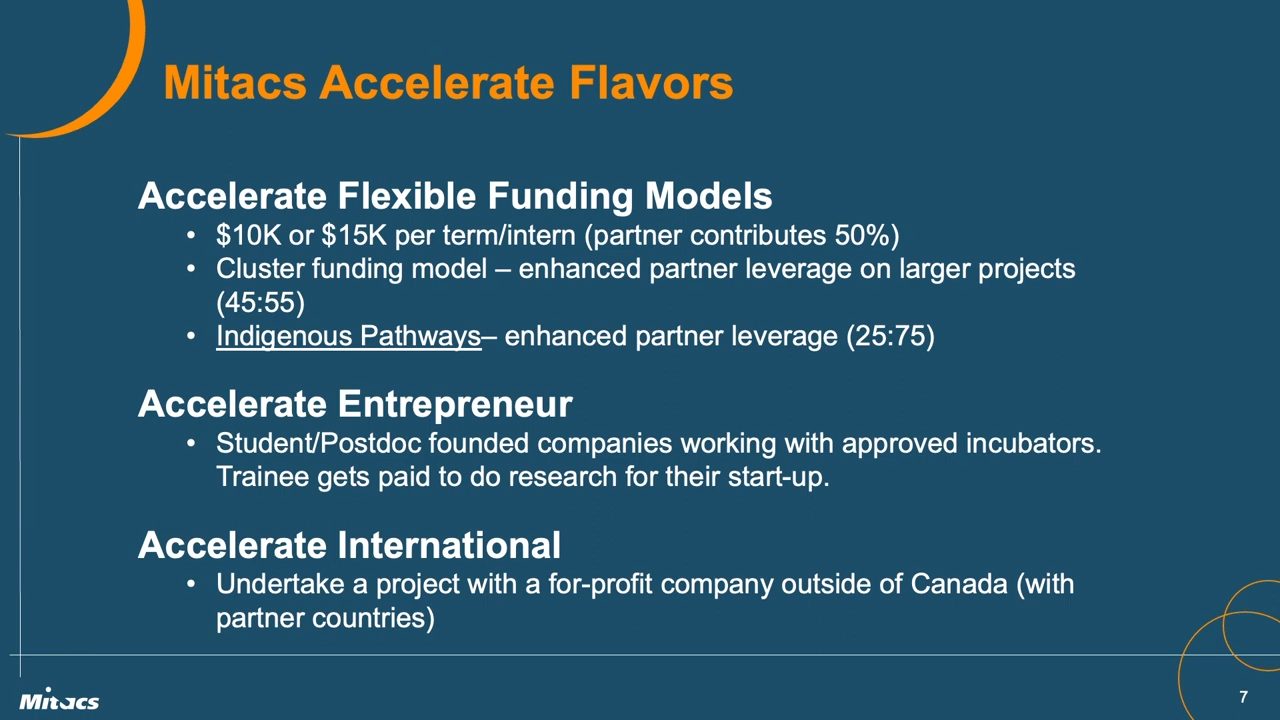 Mitacs Accelerate Flavors
Accelerate Flexible Funding Models
• $10K or $15K per term/intern (partner contributes 50%)
• Cluster funding model – enhanced partner leverage on larger projects
(45:55)
• Indigenous Pathways– enhanced partner leverage (25:75)
Accelerate Entrepreneur
• Student/Postdoc founded companies working with approved incubators.
Trainee gets paid to do research for their start-up.
Accelerate International
• Undertake a project with a for-profit company outside of Canada (with
partner countries)
Mitacs
7